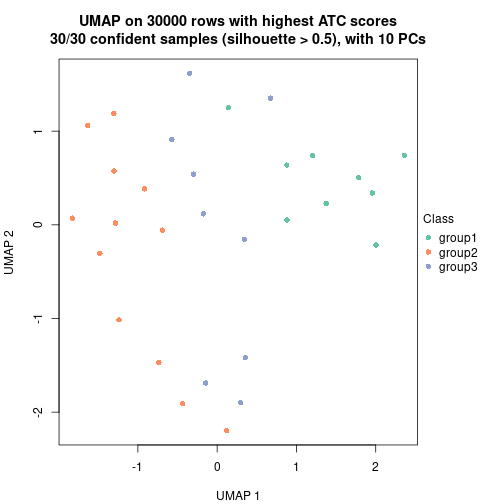 UMAP on 30000 rows with highest ATC scores
30/30 confident samples (silhouette > 0.5), with 10 PCs
UMAP 2
1
0
-1
-2
Class
group1
group2
group3
-1
0
1
2
UMAP 1